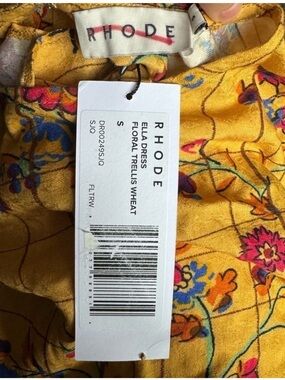 RHODE
RHODE
ELLA DRESS
FLORAL TRELLIS WHEAT
S
DR00249SJQ
SJQ
FLTRW